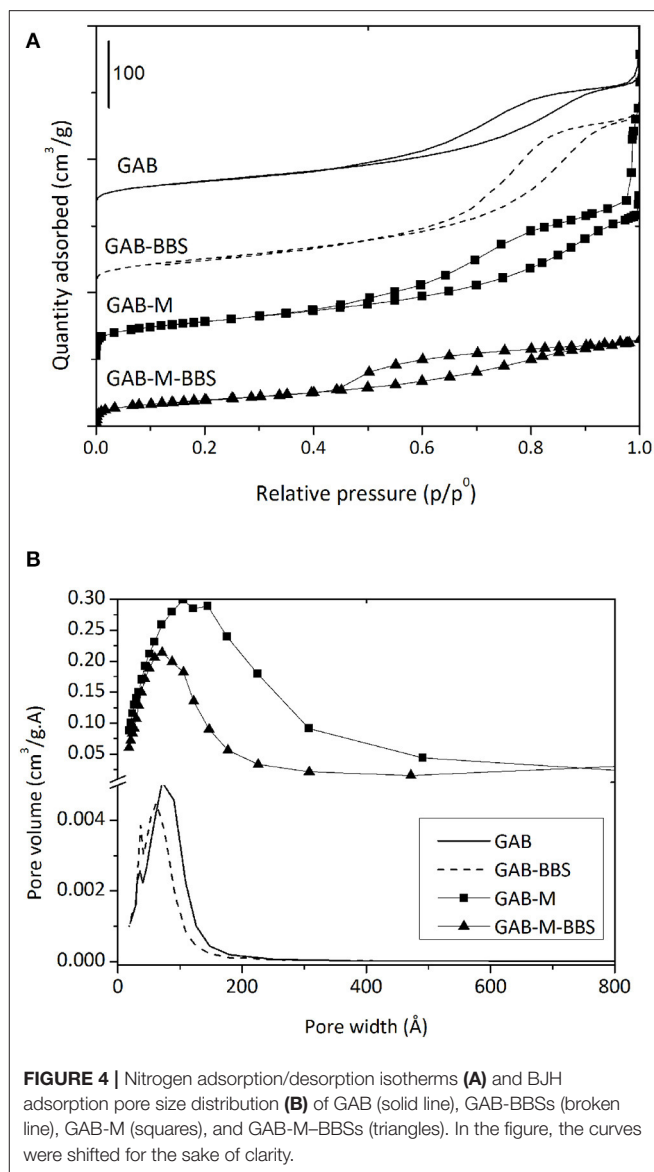 A
100
GAB
GAB-BBS
GAB-M
GAB-M-BBS
Quantity adsorbed (cm³/g)
0.0 0.2 0.4 0.6 0.8 1.0
Relative pressure (p/p⁰)
B
0.30
0.25
0.20
0.15
0.10
0.05
0.004
0.002
0.000
Pore volume (cm³/g.A)
GAB
GAB-BBS
GAB-M
GAB-M-BBS
0 200 400 600 800
Pore width (Å)
FIGURE 4 | Nitrogen adsorption/desorption isotherms (A) and BJH
adsorption pore size distribution (B) of GAB (solid line), GAB-BBSs (broken
line), GAB-M (squares), and GAB-M–BBSs (triangles). In the figure, the curves
were shifted for the sake of clarity.